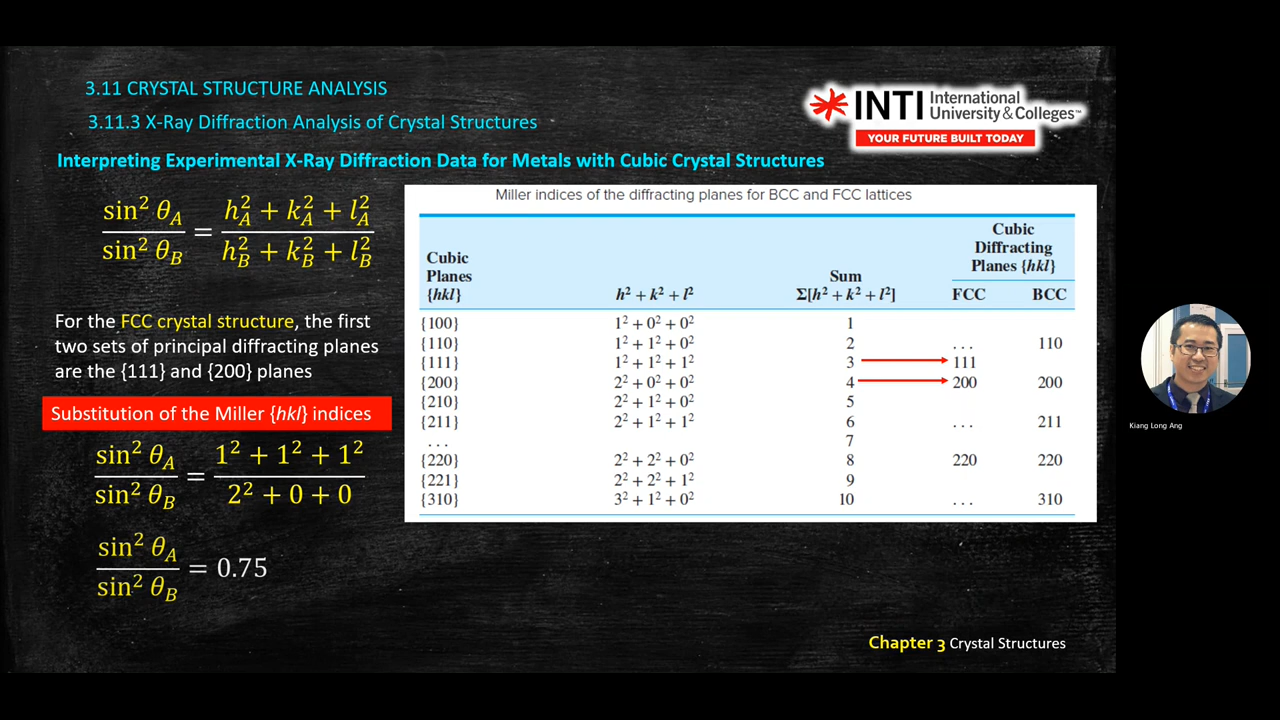 3.11 CRYSTAL STRUCTURE ANALYSIS
3.11.3 X-Ray Diffraction Analysis of Crystal Structures
INTI International University & Colleges™
YOUR FUTURE BUILT TODAY
Interpreting Experimental X-Ray Diffraction Data for Metals with Cubic Crystal Structures
sin² θ_A / sin² θ_B = (h_A² + k_A² + l_A²) / (h_B² + k_B² + l_B²)
For the FCC crystal structure, the first
two sets of principal diffracting planes
are the {111} and {200} planes
Substitution of the Miller {hkl} indices
sin² θ_A / sin² θ_B = (1² + 1² + 1²) / (2² + 0 + 0)
sin² θ_A / sin² θ_B = 0.75
Miller indices of the diffracting planes for BCC and FCC lattices
Cubic
Diffracting
Planes {hkl}
Cubic
Planes
{hkl}
h² + k² + l²
Sum
Σ[h² + k² + l²]
FCC BCC
{100} 1² + 0² + 0² 1
{110} 1² + 1² + 0² 2 ... 110
{111} 1² + 1² + 1² 3 111
{200} 2² + 0² + 0² 4 200 200
{210} 2² + 1² + 0² 5
{211} 2² + 1² + 1² 6 ... 211
... 7
{220} 2² + 2² + 0² 8 220 220
{221} 2² + 2² + 1² 9
{310} 3² + 1² + 0² 10 ... 310
Chapter 3 Crystal Structures
Kiang Long Ang